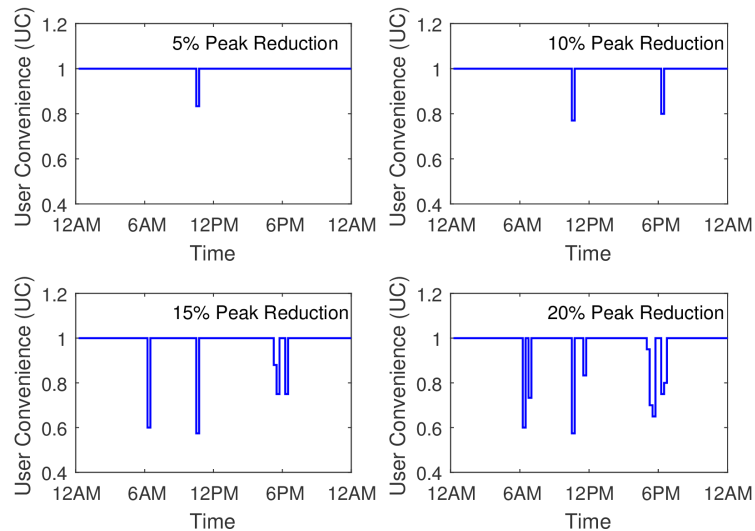 1.2
5% Peak Reduction
1
0.8
0.6
0.4
12AM 6AM 12PM 6PM 12AM
Time
User Convenience (UC)
1.2
10% Peak Reduction
1
0.8
0.6
0.4
12AM 6AM 12PM 6PM 12AM
Time
User Convenience (UC)
1.2
15% Peak Reduction
1
0.8
0.6
0.4
12AM 6AM 12PM 6PM 12AM
Time
User Convenience (UC)
1.2
20% Peak Reduction
1
0.8
0.6
0.4
12AM 6AM 12PM 6PM 12AM
Time
User Convenience (UC)